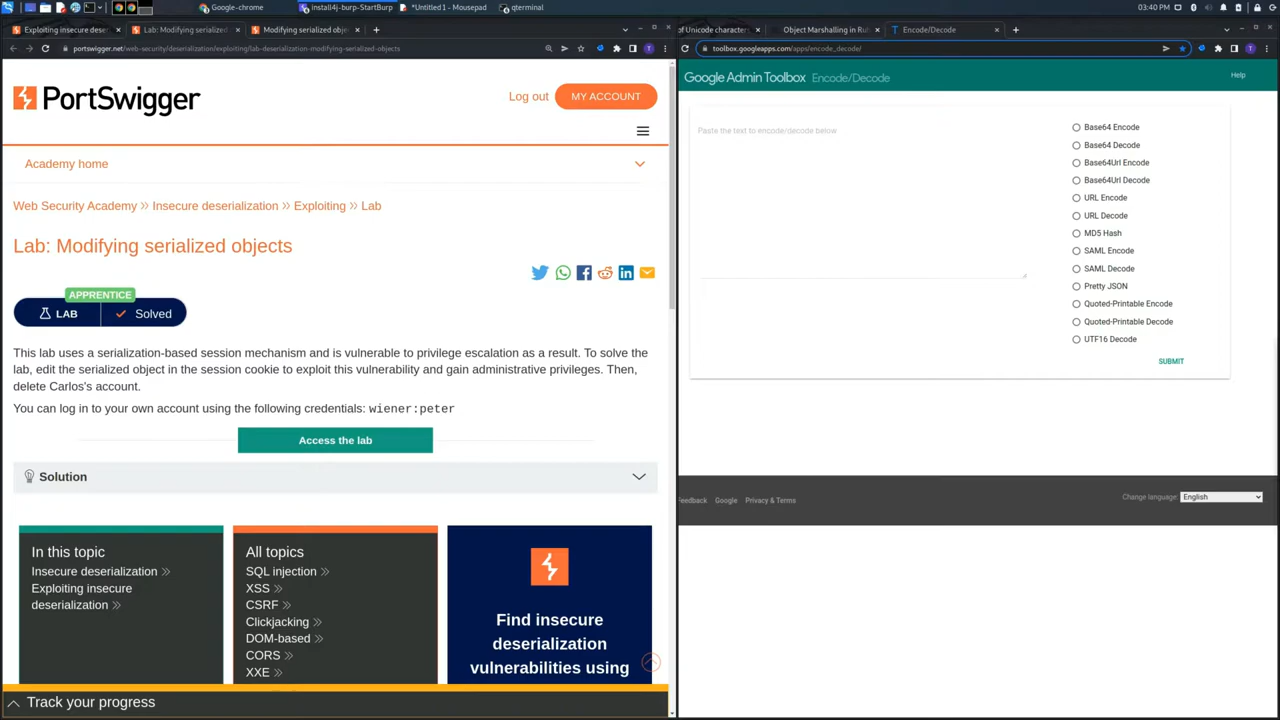 Google-chrome
install4j-burp-StartBurp
*Untitled 1 - Mousepad
qterminal
03:40 PM
Exploiting insecure dese
Lab: Modifying serialized
Modifying serialized objec
of Unicode character
Object Marshalling in Ru
Encode/Decode
portswigger.net/web-security/deserialization/exploiting/lab-deserialization-modifying-serialized-objects
toolbox.googleapps.com/apps/encode_decode/
PortSwigger
Log out
MY ACCOUNT
Academy home
Web Security Academy » Insecure deserialization » Exploiting » Lab
Lab: Modifying serialized objects
APPRENTICE
LAB
Solved
This lab uses a serialization-based session mechanism and is vulnerable to privilege escalation as a result. To solve the
lab, edit the serialized object in the session cookie to exploit this vulnerability and gain administrative privileges. Then,
delete Carlos's account.
You can log in to your own account using the following credentials: wiener:peter
Access the lab
Solution
In this topic
Insecure deserialization »
Exploiting insecure
deserialization »
All topics
SQL injection »
XSS »
CSRF »
Clickjacking »
DOM-based »
CORS »
XXE »
Find insecure
deserialization
vulnerabilities using
Track your progress
Google Admin Toolbox Encode/Decode
Help
Paste the text to encode/decode below
Base64 Encode
Base64 Decode
Base64Url Encode
Base64Url Decode
URL Encode
URL Decode
MD5 Hash
SAML Encode
SAML Decode
Pretty JSON
Quoted-Printable Encode
Quoted-Printable Decode
UTF16 Decode
SUBMIT
Feedback
Google
Privacy & Terms
Change language:
English